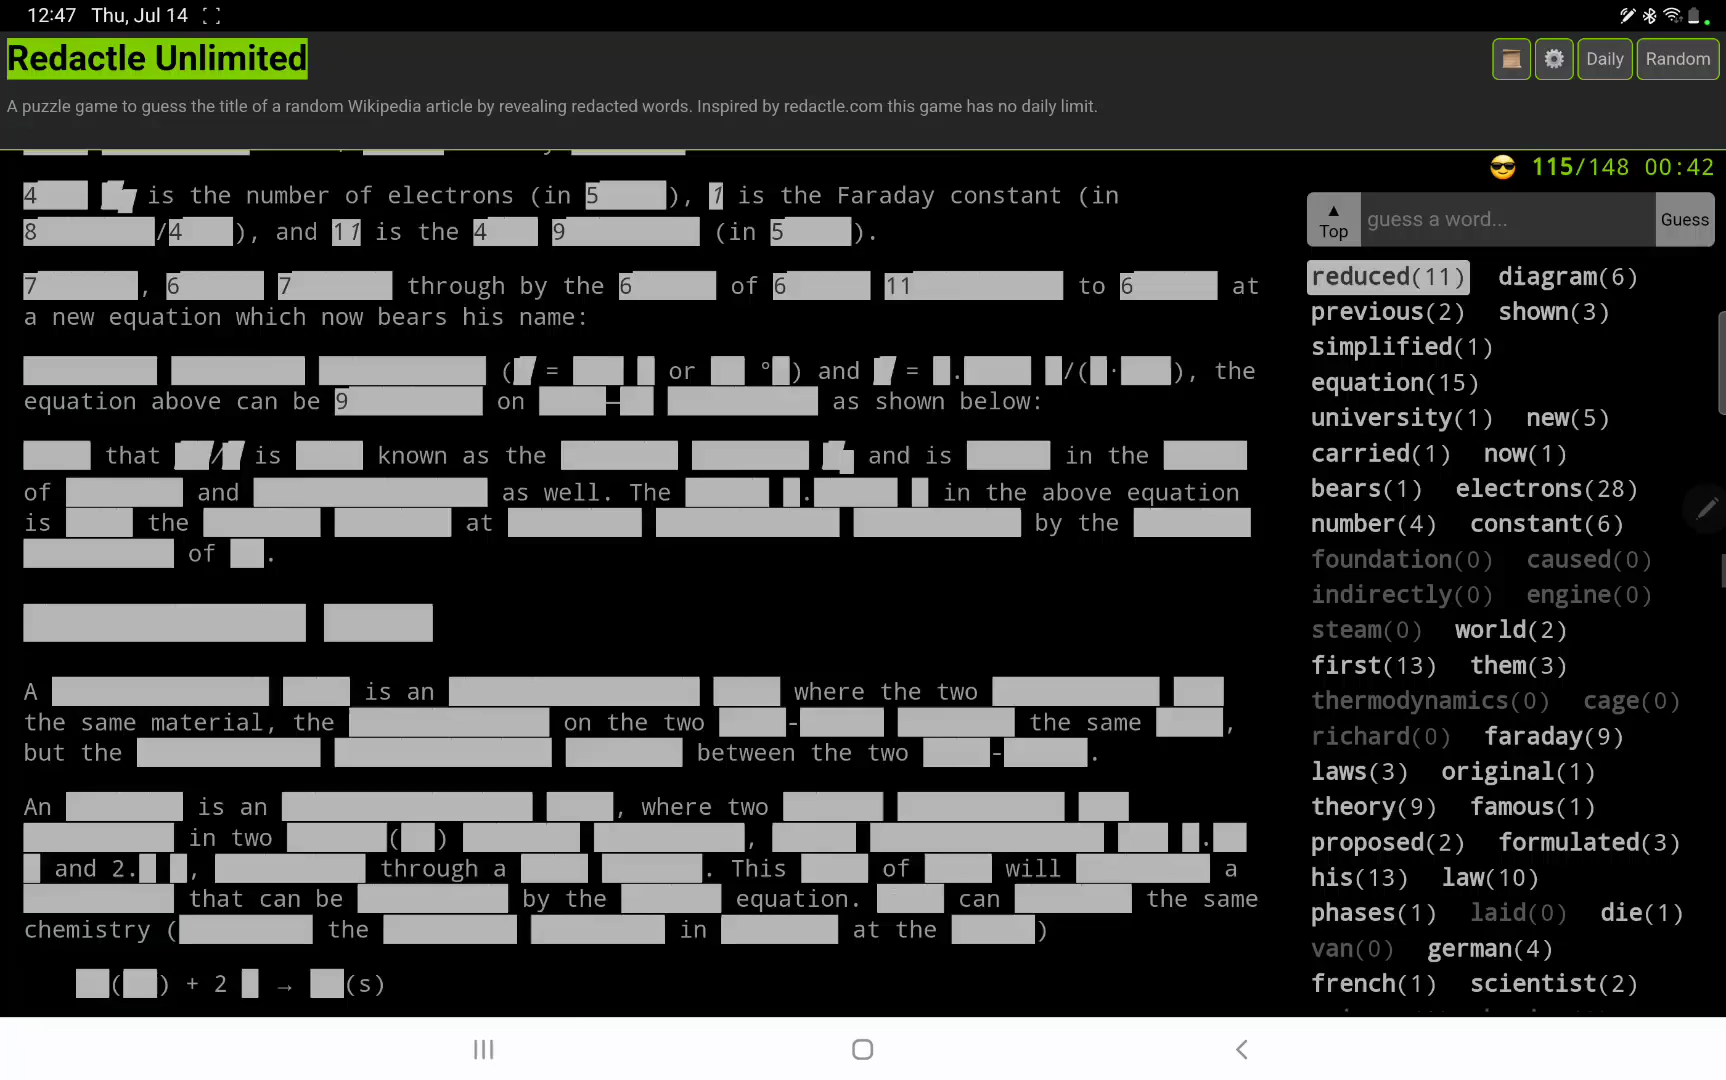 12:47 Thu, Jul 14
Redactle Unlimited
Daily
Random
A puzzle game to guess the title of a random Wikipedia article by revealing redacted words. Inspired by redactle.com this game has no daily limit.
115/148 00:42
4 is the number of electrons (in 5), 1 is the Faraday constant (in
8/4), and 11 is the 4 9 (in 5).
7, 6 7 through by the 6 of 6 11 to 6 at
a new equation which now bears his name:
( = or °) and = . /( · ), the
equation above can be 9 on – as shown below:
that / is known as the and is in the
of and as well. The . in the above equation
is the at by the
of .
A is an where the two
the same material, the on the two - the same ,
but the between the two - .
An is an , where two
in two ( ) , .
and 2. , through a . This of will a
that can be by the equation. can the same
chemistry ( the in at the )
( ) + 2 → (s)
▲
Top
guess a word...
Guess
reduced(11) diagram(6)
previous(2) shown(3)
simplified(1)
equation(15)
university(1) new(5)
carried(1) now(1)
bears(1) electrons(28)
number(4) constant(6)
foundation(0) caused(0)
indirectly(0) engine(0)
steam(0) world(2)
first(13) them(3)
thermodynamics(0) cage(0)
richard(0) faraday(9)
laws(3) original(1)
theory(9) famous(1)
proposed(2) formulated(3)
his(13) law(10)
phases(1) laid(0) die(1)
van(0) german(4)
french(1) scientist(2)